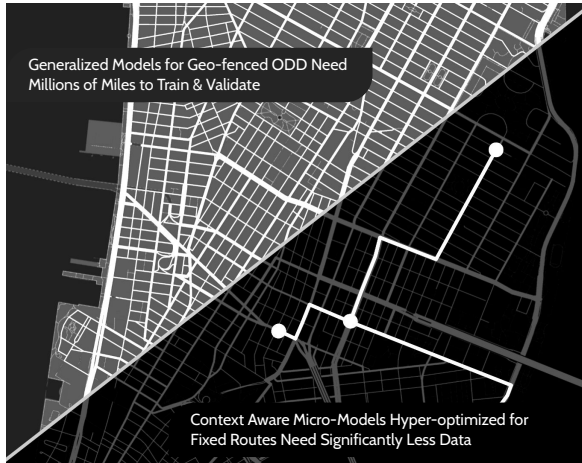 Generalized Models for Geo-fenced ODD Need
Millions of Miles to Train & Validate
Context Aware Micro-Models Hyper-optimized for
Fixed Routes Need Significantly Less Data